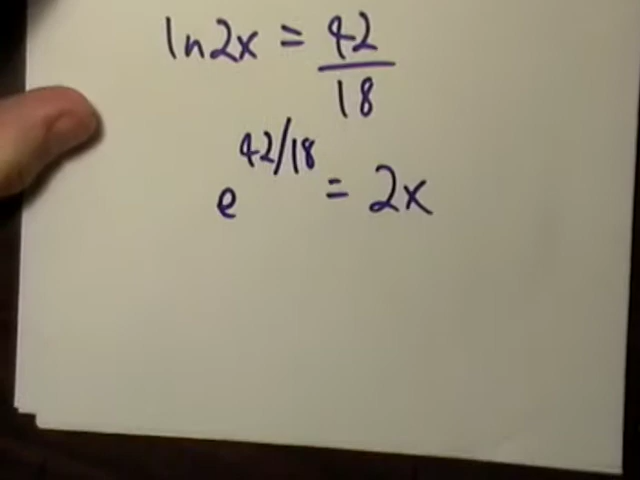 ln2x = 42/18
e^42/18 = 2x